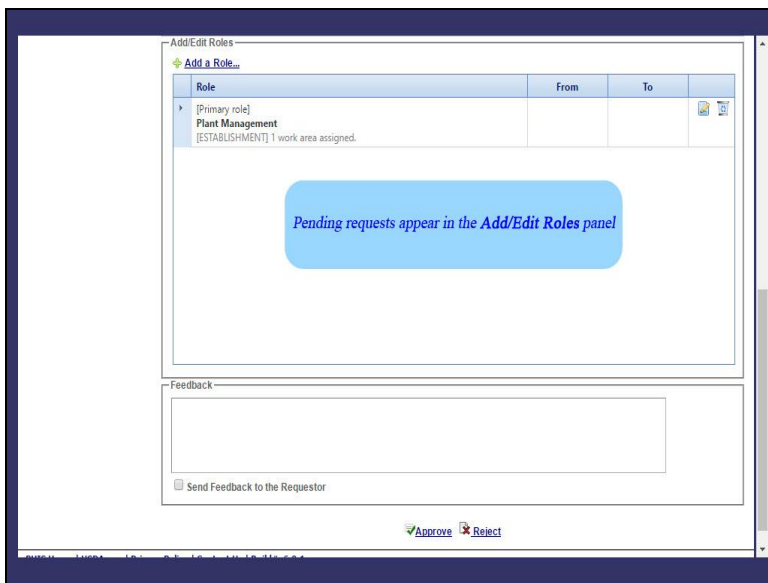 Add/Edit Roles
Add a Role...
Role From To
[Primary role]
Plant Management
[ESTABLISHMENT] 1 work area assigned.
Pending requests appear in the Add/Edit Roles panel
Feedback
Send Feedback to the Requestor
Approve Reject